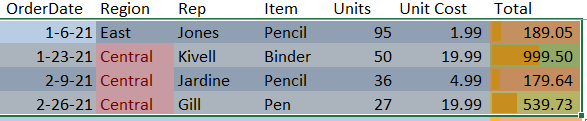 OrderDate Region Rep Item Units Unit Cost Total
1-6-21 East Jones Pencil 95 1.99 189.05
1-23-21 Central Kivell Binder 50 19.99 999.50
2-9-21 Central Jardine Pencil 36 4.99 179.64
2-26-21 Central Gill Pen 27 19.99 539.73